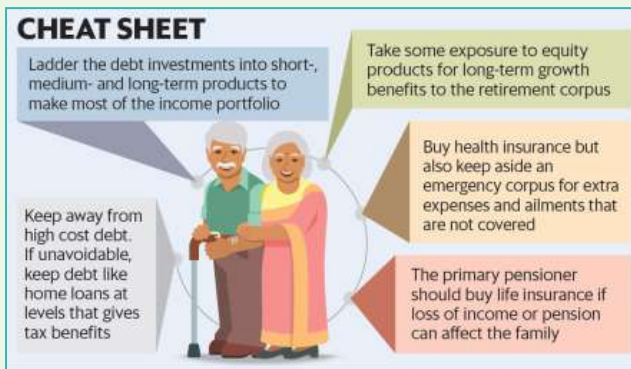 CHEAT SHEET
Ladder the debt investments into short-,
medium- and long-term products to
make most of the income portfolio
Take some exposure to equity
products for long-term growth
benefits to the retirement corpus
Buy health insurance but
also keep aside an
emergency corpus for extra
expenses and ailments that
are not covered
Keep away from
high cost debt.
If unavoidable,
keep debt like
home loans at
levels that gives
tax benefits
The primary pensioner
should buy life insurance if
loss of income or pension
can affect the family